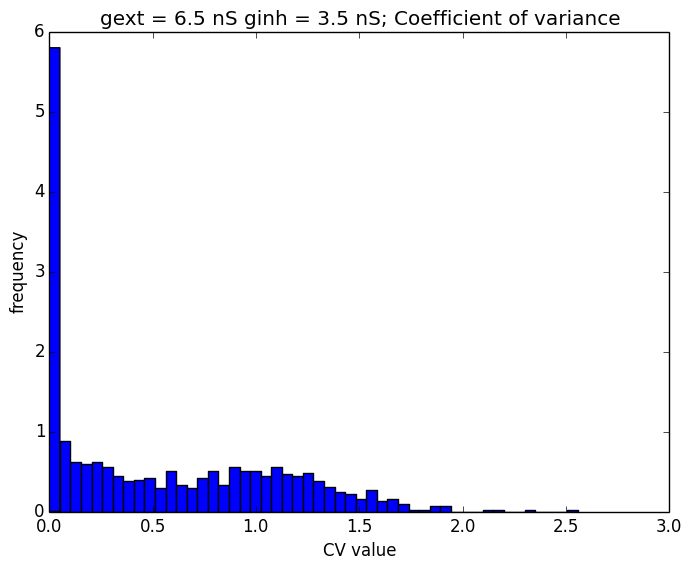 gext = 6.5 nS ginh = 3.5 nS; Coefficient of variance
6
5
4
3
2
1
0
frequency
0.0 0.5 1.0 1.5 2.0 2.5 3.0
CV value